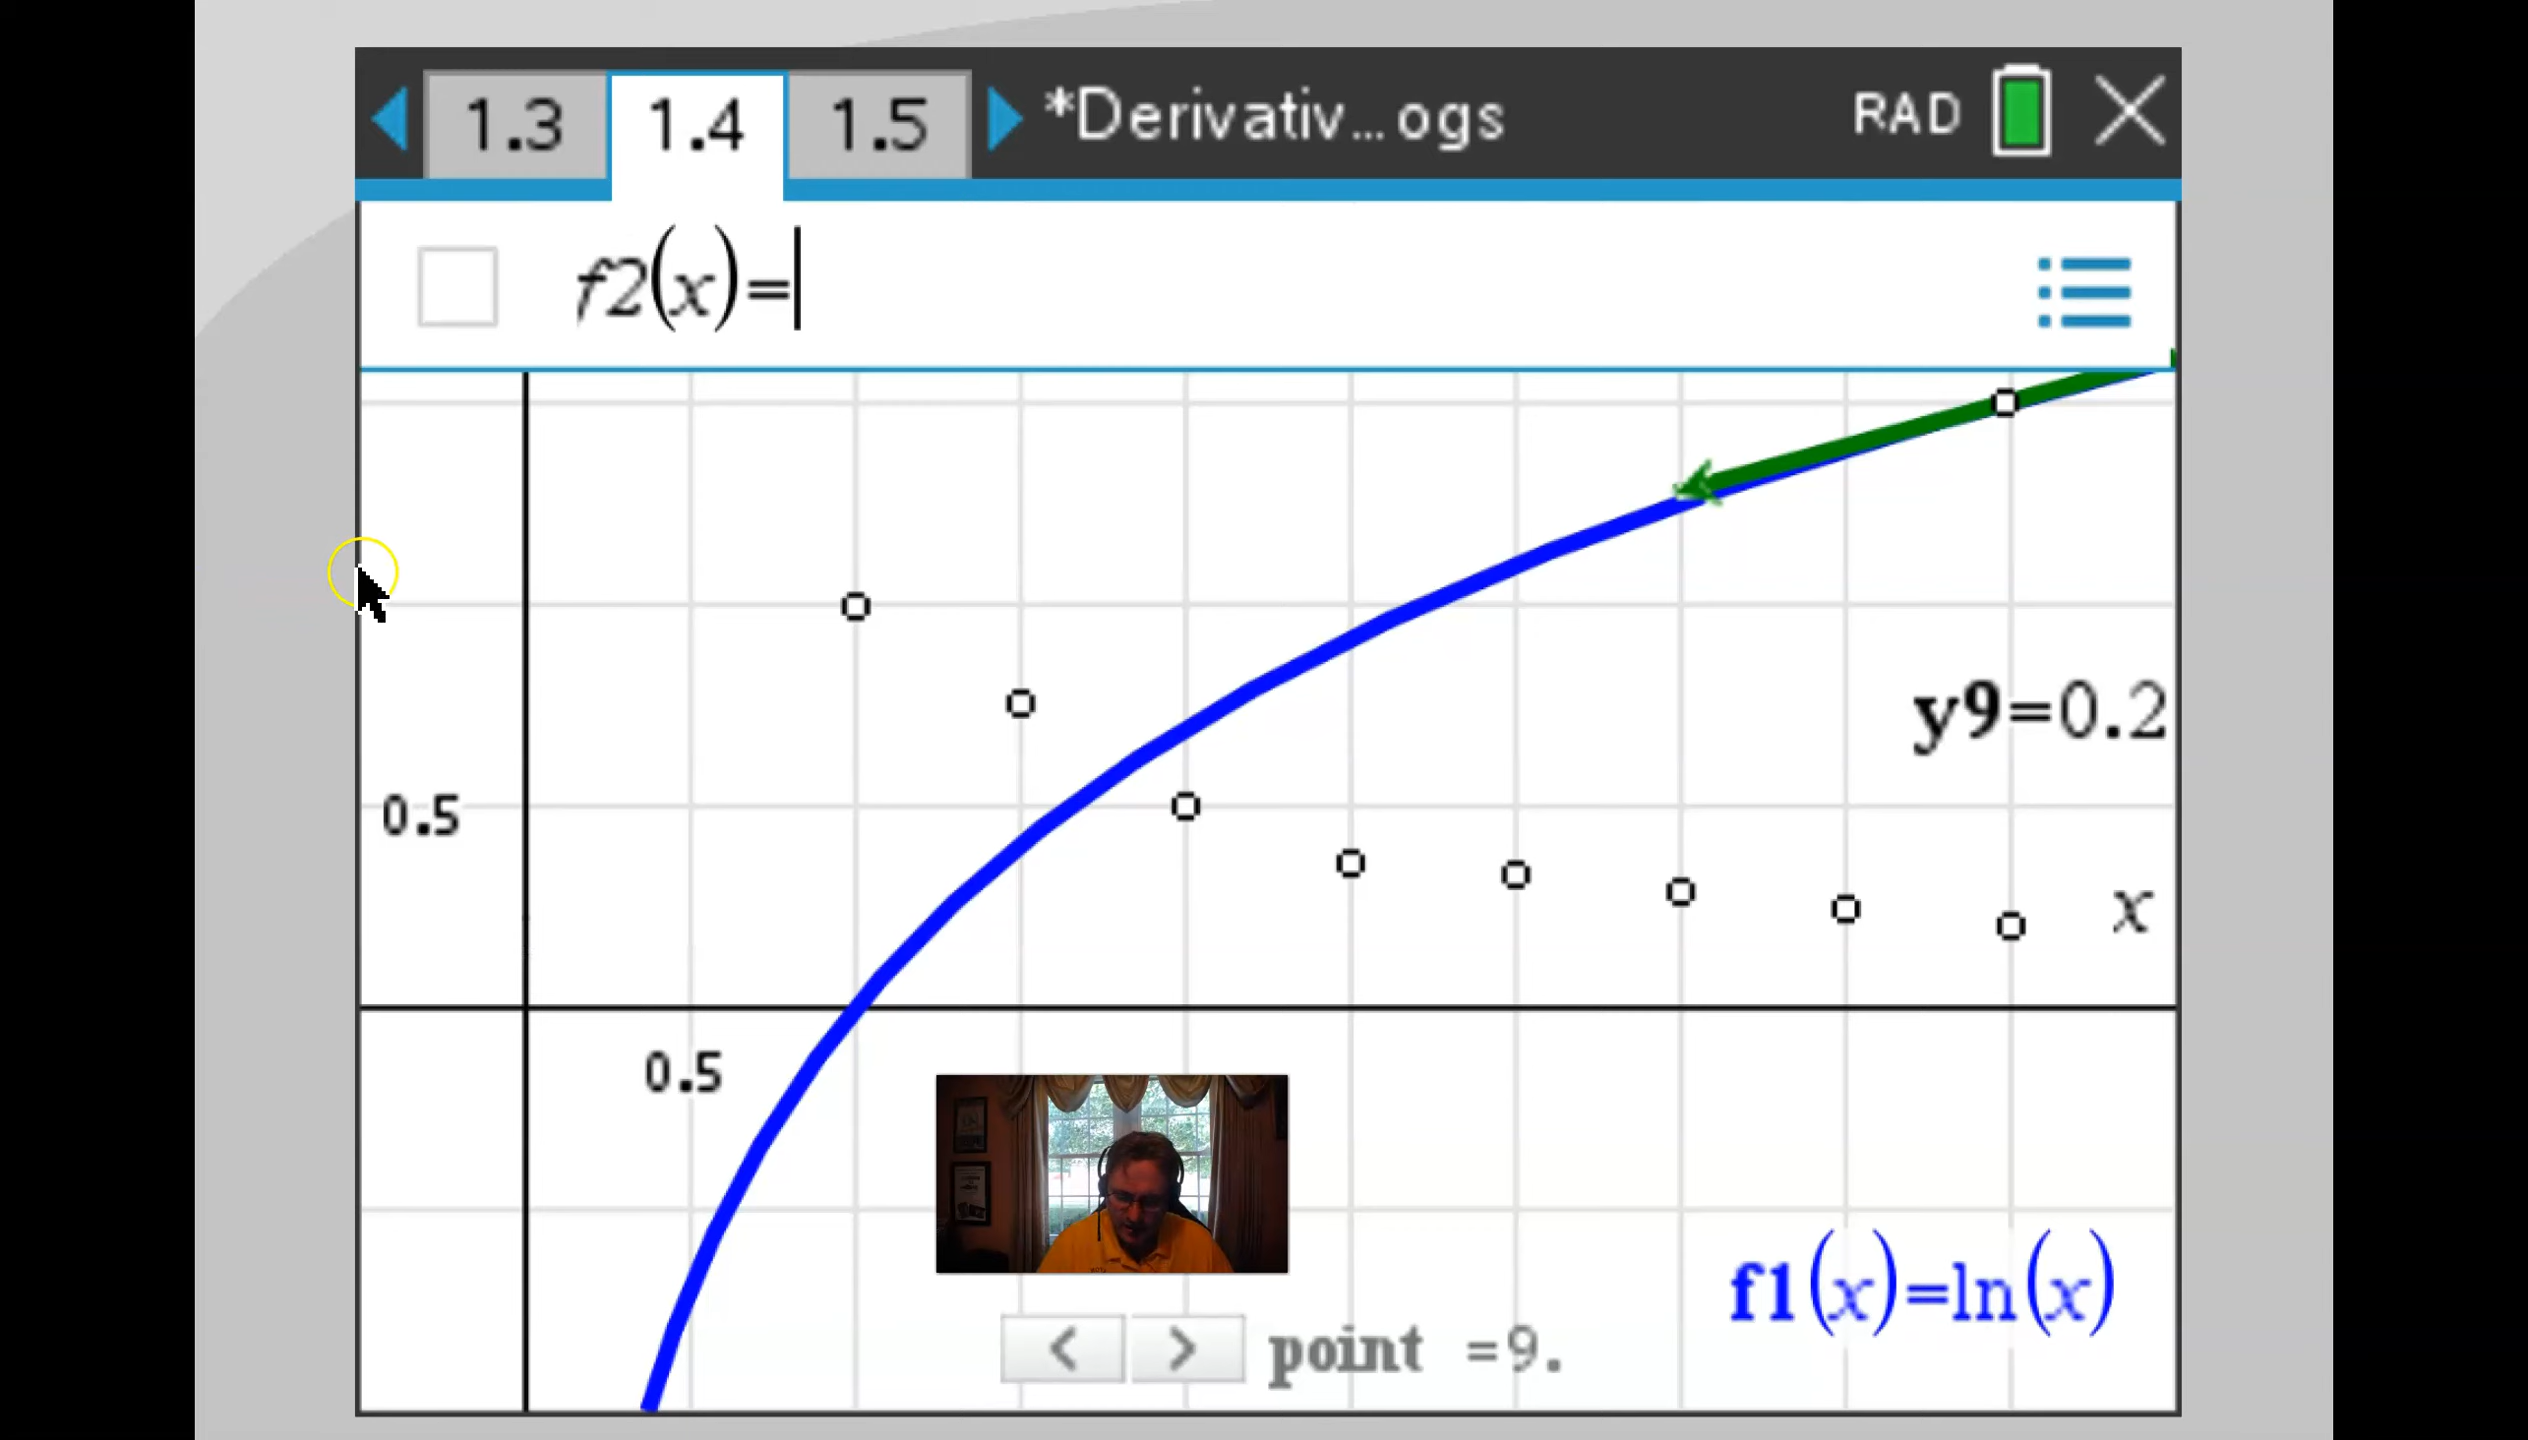 1.3 1.4 1.5 *Derivativ...ogs RAD
f2(x)=
y9=0.2
0.5
x
0.5
f1(x)=ln(x)
< > point =9.